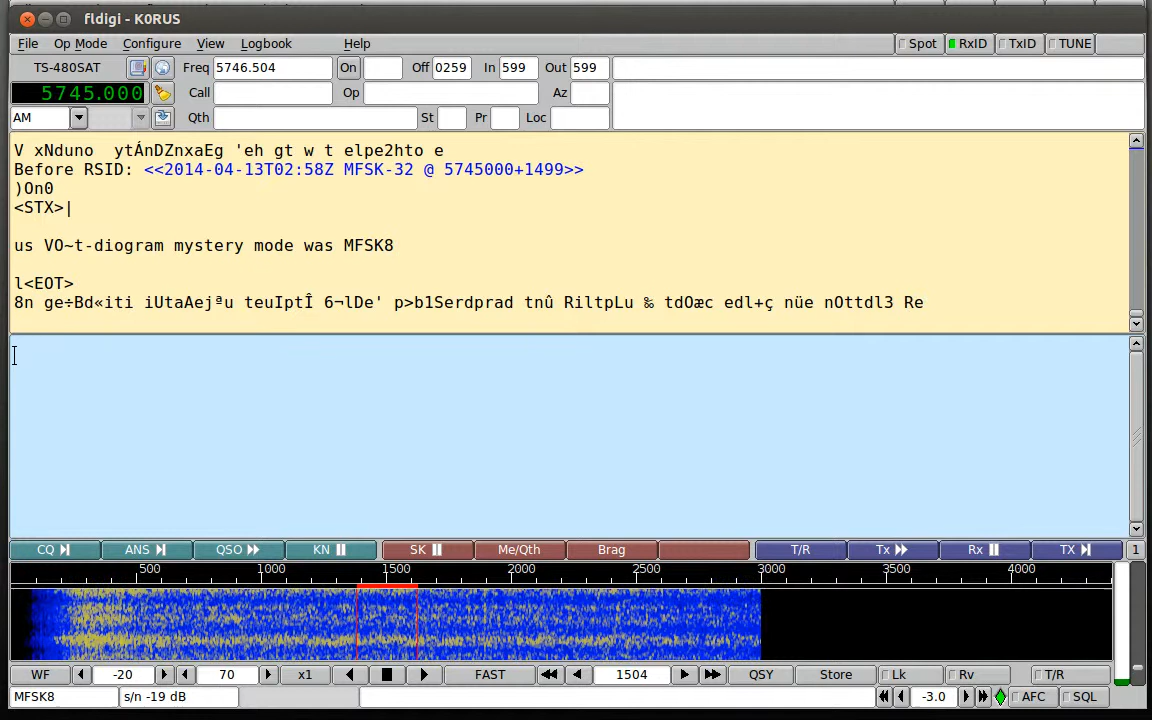 fldigi - K0RUS
File Op Mode Configure View Logbook Help Spot RxID TxID TUNE
TS-480SAT Freq 5746.504 On Off 0259 In 599 Out 599
5745.000 Call Op Az
AM Qth St Pr Loc
V xNduno  ytÁnDZnxaEg 'eh gt w t elpe2hto e
Before RSID: <<2014-04-13T02:58Z MFSK-32 @ 5745000+1499>>
)On0
<STX>|
us VO~t-diogram mystery mode was MFSK8
l<EOT>
8n ge÷Bd«iti iUtaAejªu teuIptÎ 6¬lDe' p>b1Serdprad tnû RiltpLu ‰ tdOæc edl+ç nüe nOttdl3 Re
CQ ANS QSO KN SK Me/Qth Brag T/R Tx Rx TX 1
500 1000 1500 2000 2500 3000 3500 4000
WF -20 70 x1 FAST 1504 QSY Store Lk Rv T/R
MFSK8 s/n -19 dB -3.0 AFC SQL